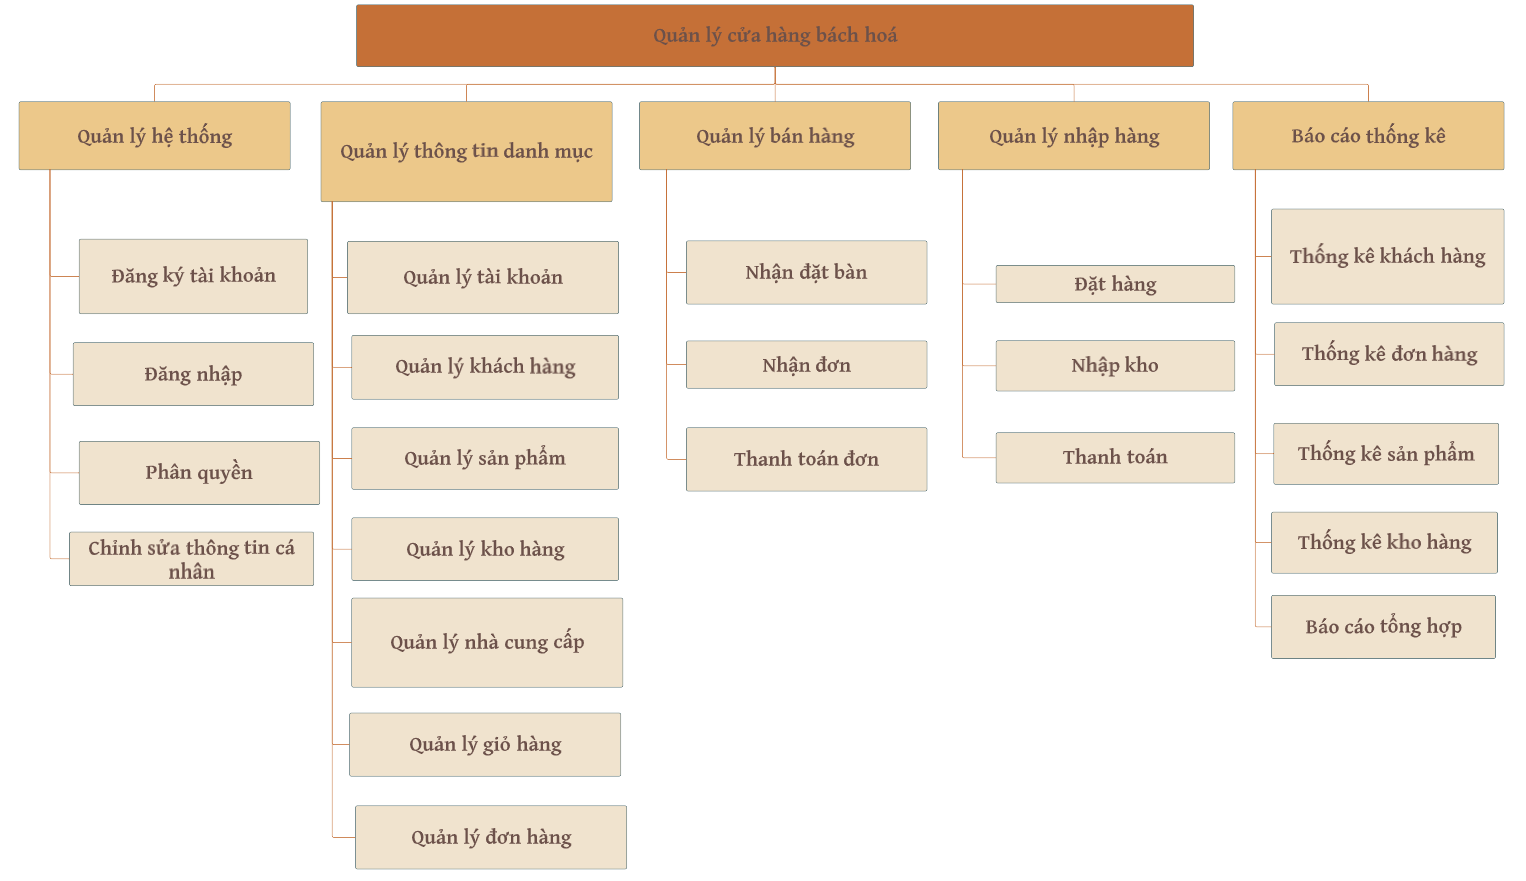 Quản lý cửa hàng bách hoá
Quản lý hệ thống
Đăng ký tài khoản
Đăng nhập
Phân quyền
Chỉnh sửa thông tin cá
nhân
Quản lý thông tin danh mục
Quản lý tài khoản
Quản lý khách hàng
Quản lý sản phẩm
Quản lý kho hàng
Quản lý nhà cung cấp
Quản lý giỏ hàng
Quản lý đơn hàng
Quản lý bán hàng
Nhận đặt bàn
Nhận đơn
Thanh toán đơn
Quản lý nhập hàng
Đặt hàng
Nhập kho
Thanh toán
Báo cáo thống kê
Thống kê khách hàng
Thống kê đơn hàng
Thống kê sản phẩm
Thống kê kho hàng
Báo cáo tổng hợp